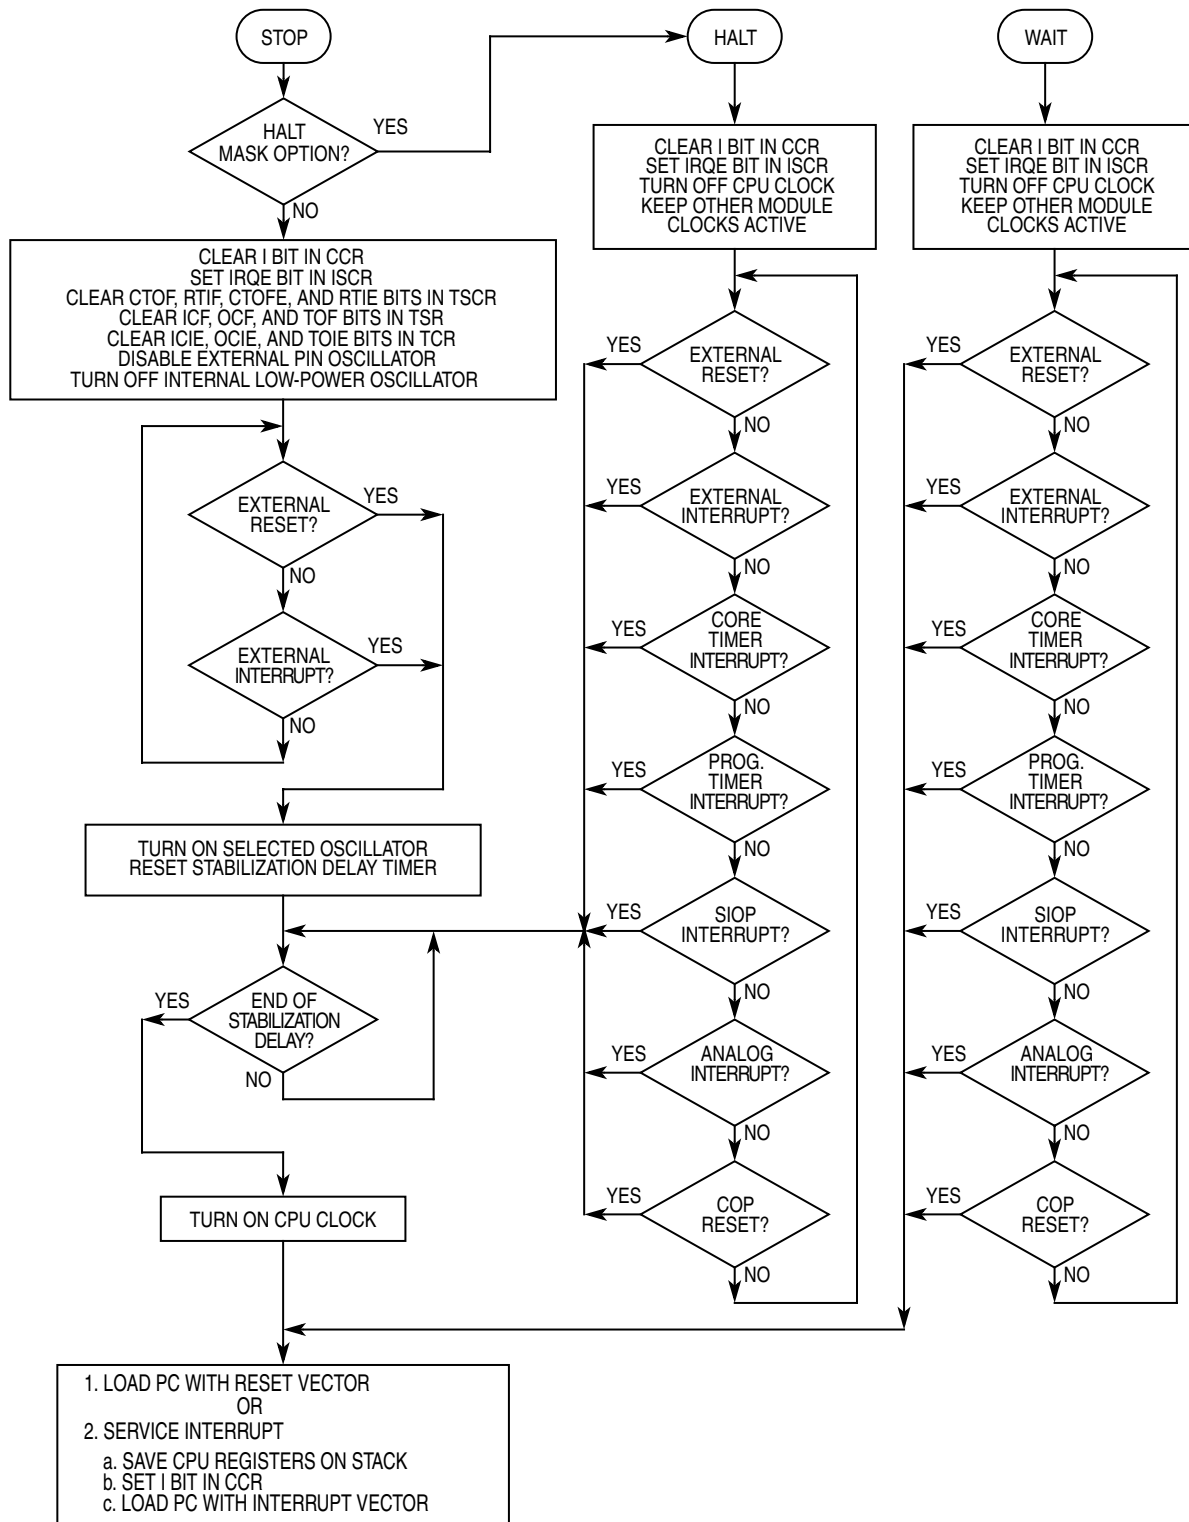 STOP
HALT
MASK OPTION?
YES
NO
CLEAR I BIT IN CCR
SET IRQE BIT IN ISCR
CLEAR CTOF, RTIF, CTOFE, AND RTIE BITS IN TSCR
CLEAR ICF, OCF, AND TOF BITS IN TSR
CLEAR ICIE, OCIE, AND TOIE BITS IN TCR
DISABLE EXTERNAL PIN OSCILLATOR
TURN OFF INTERNAL LOW-POWER OSCILLATOR
EXTERNAL
RESET?
YES
NO
EXTERNAL
INTERRUPT?
YES
NO
TURN ON SELECTED OSCILLATOR
RESET STABILIZATION DELAY TIMER
END OF
STABILIZATION
DELAY?
YES
NO
TURN ON CPU CLOCK
1. LOAD PC WITH RESET VECTOR
OR
2. SERVICE INTERRUPT
a. SAVE CPU REGISTERS ON STACK
b. SET I BIT IN CCR
c. LOAD PC WITH INTERRUPT VECTOR
HALT
CLEAR I BIT IN CCR
SET IRQE BIT IN ISCR
TURN OFF CPU CLOCK
KEEP OTHER MODULE
CLOCKS ACTIVE
EXTERNAL
RESET?
YES
NO
EXTERNAL
INTERRUPT?
YES
NO
CORE
TIMER
INTERRUPT?
YES
NO
PROG.
TIMER
INTERRUPT?
YES
NO
SIOP
INTERRUPT?
YES
NO
ANALOG
INTERRUPT?
YES
NO
COP
RESET?
YES
NO
WAIT
CLEAR I BIT IN CCR
SET IRQE BIT IN ISCR
TURN OFF CPU CLOCK
KEEP OTHER MODULE
CLOCKS ACTIVE
EXTERNAL
RESET?
YES
NO
EXTERNAL
INTERRUPT?
YES
NO
CORE
TIMER
INTERRUPT?
YES
NO
PROG.
TIMER
INTERRUPT?
YES
NO
SIOP
INTERRUPT?
YES
NO
ANALOG
INTERRUPT?
YES
NO
COP
RESET?
YES
NO